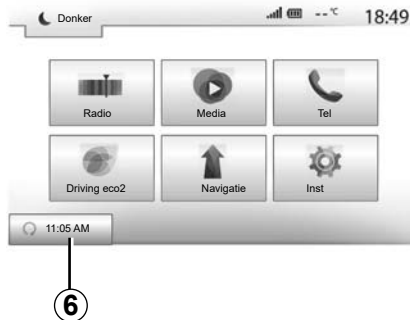 Donker -- °C 18:49
Radio Media Tel
Driving eco2 Navigatie Inst
11:05 AM
6